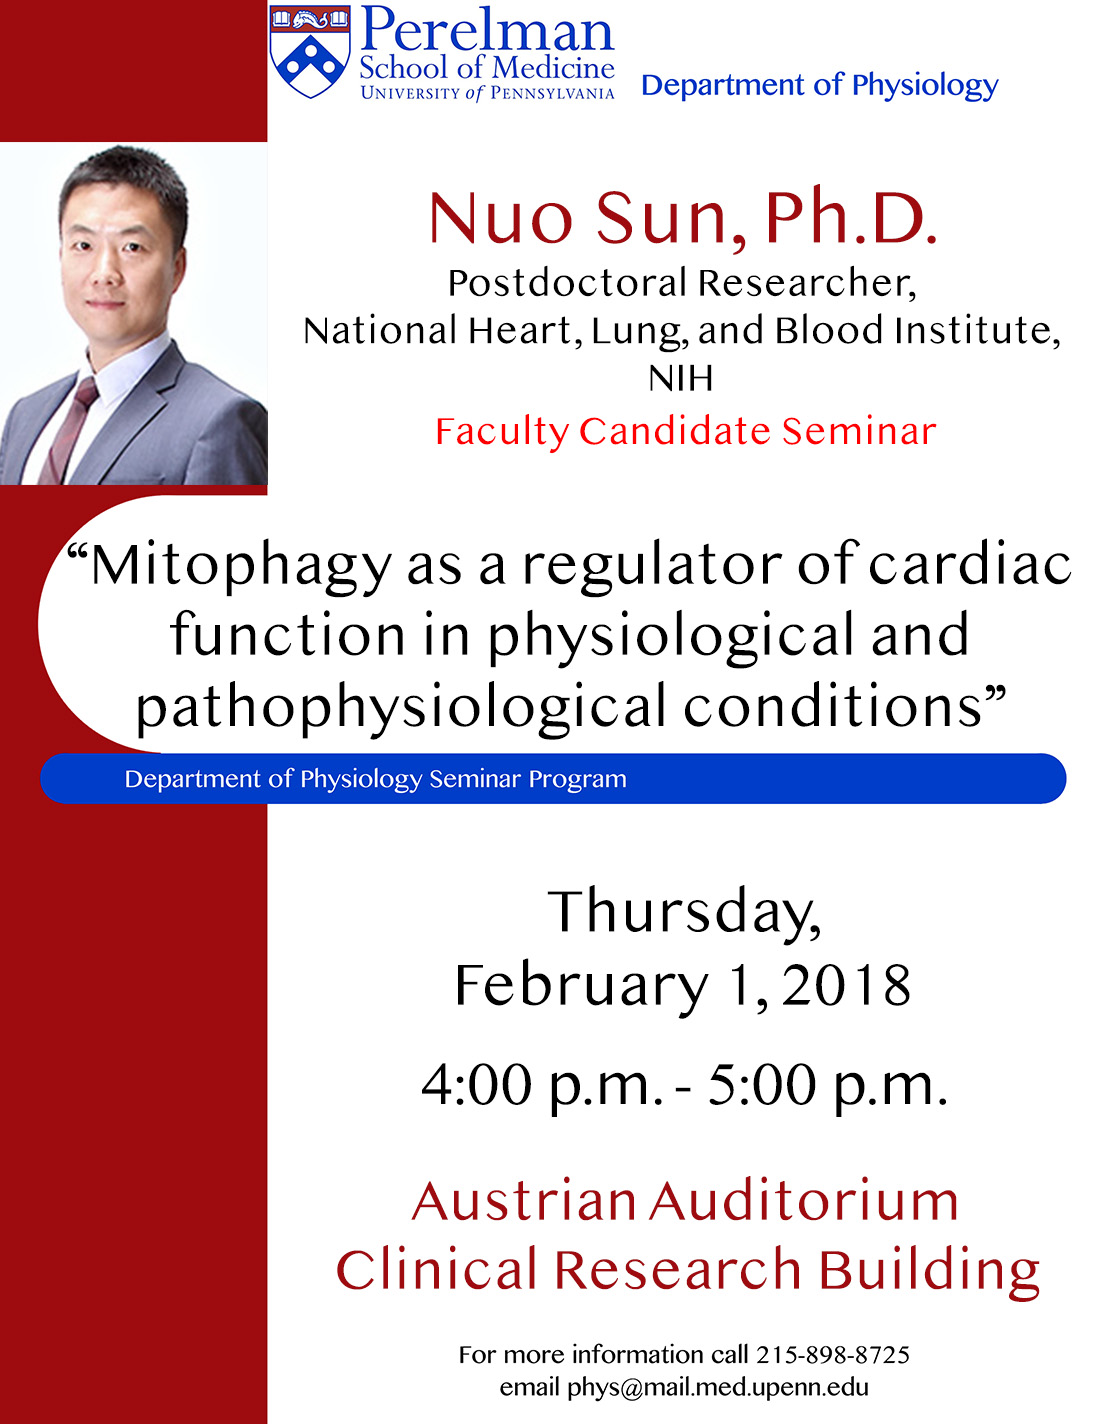 Perelman
School of Medicine
UNIVERSITY of PENNSYLVANIA
Department of Physiology
Nuo Sun, Ph.D.
Postdoctoral Researcher,
National Heart, Lung, and Blood Institute,
NIH
Faculty Candidate Seminar
“Mitophagy as a regulator of cardiac
function in physiological and
pathophysiological conditions”
Department of Physiology Seminar Program
Thursday,
February 1, 2018
4:00 p.m. - 5:00 p.m.
Austrian Auditorium
Clinical Research Building
For more information call 215-898-8725
email phys@mail.med.upenn.edu